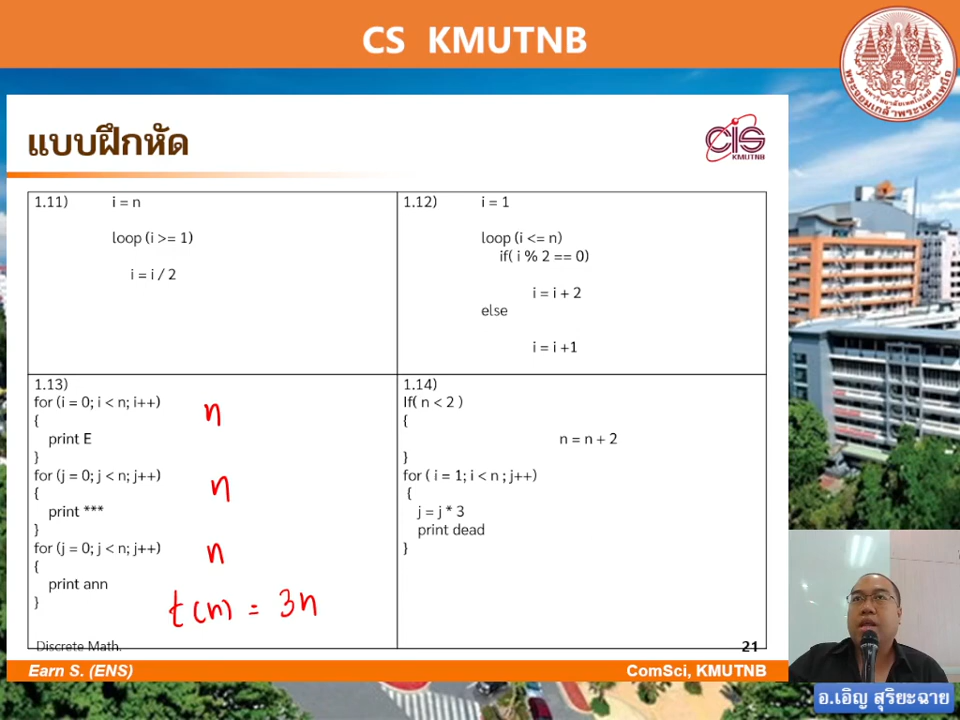 CS KMUTNB
แบบฝึกหัด
CIS
KMUTNB
1.11) i = n
loop (i >= 1)
i = i / 2
1.12) i = 1
loop (i <= n)
if( i % 2 == 0)
i = i + 2
else
i = i +1
1.13)
for (i = 0; i < n; i++) n
{
print E
}
for (j = 0; j < n; j++) n
{
print ***
}
for (j = 0; j < n; j++) n
{
print ann
}
t(n) = 3n
1.14)
If( n < 2 )
{
n = n + 2
}
for ( i = 1; i < n ; j++)
{
j = j * 3
print dead
}
Discrete Math.
21
Earn S. (ENS)
ComSci, KMUTNB
อ.เอิญ สุริยะฉาย